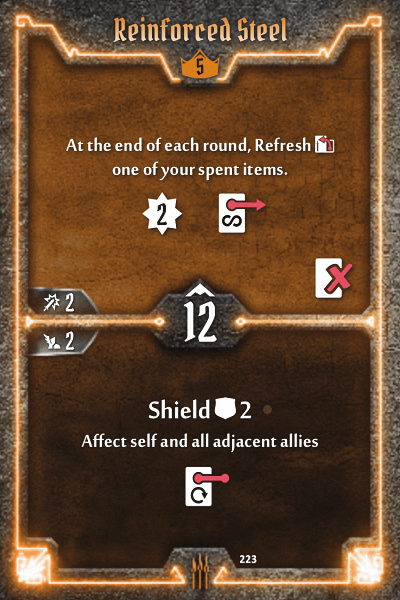 Reinforced Steel
5
At the end of each round, Refresh
one of your spent items.
2
2
12
2
Shield 2
Affect self and all adjacent allies
223